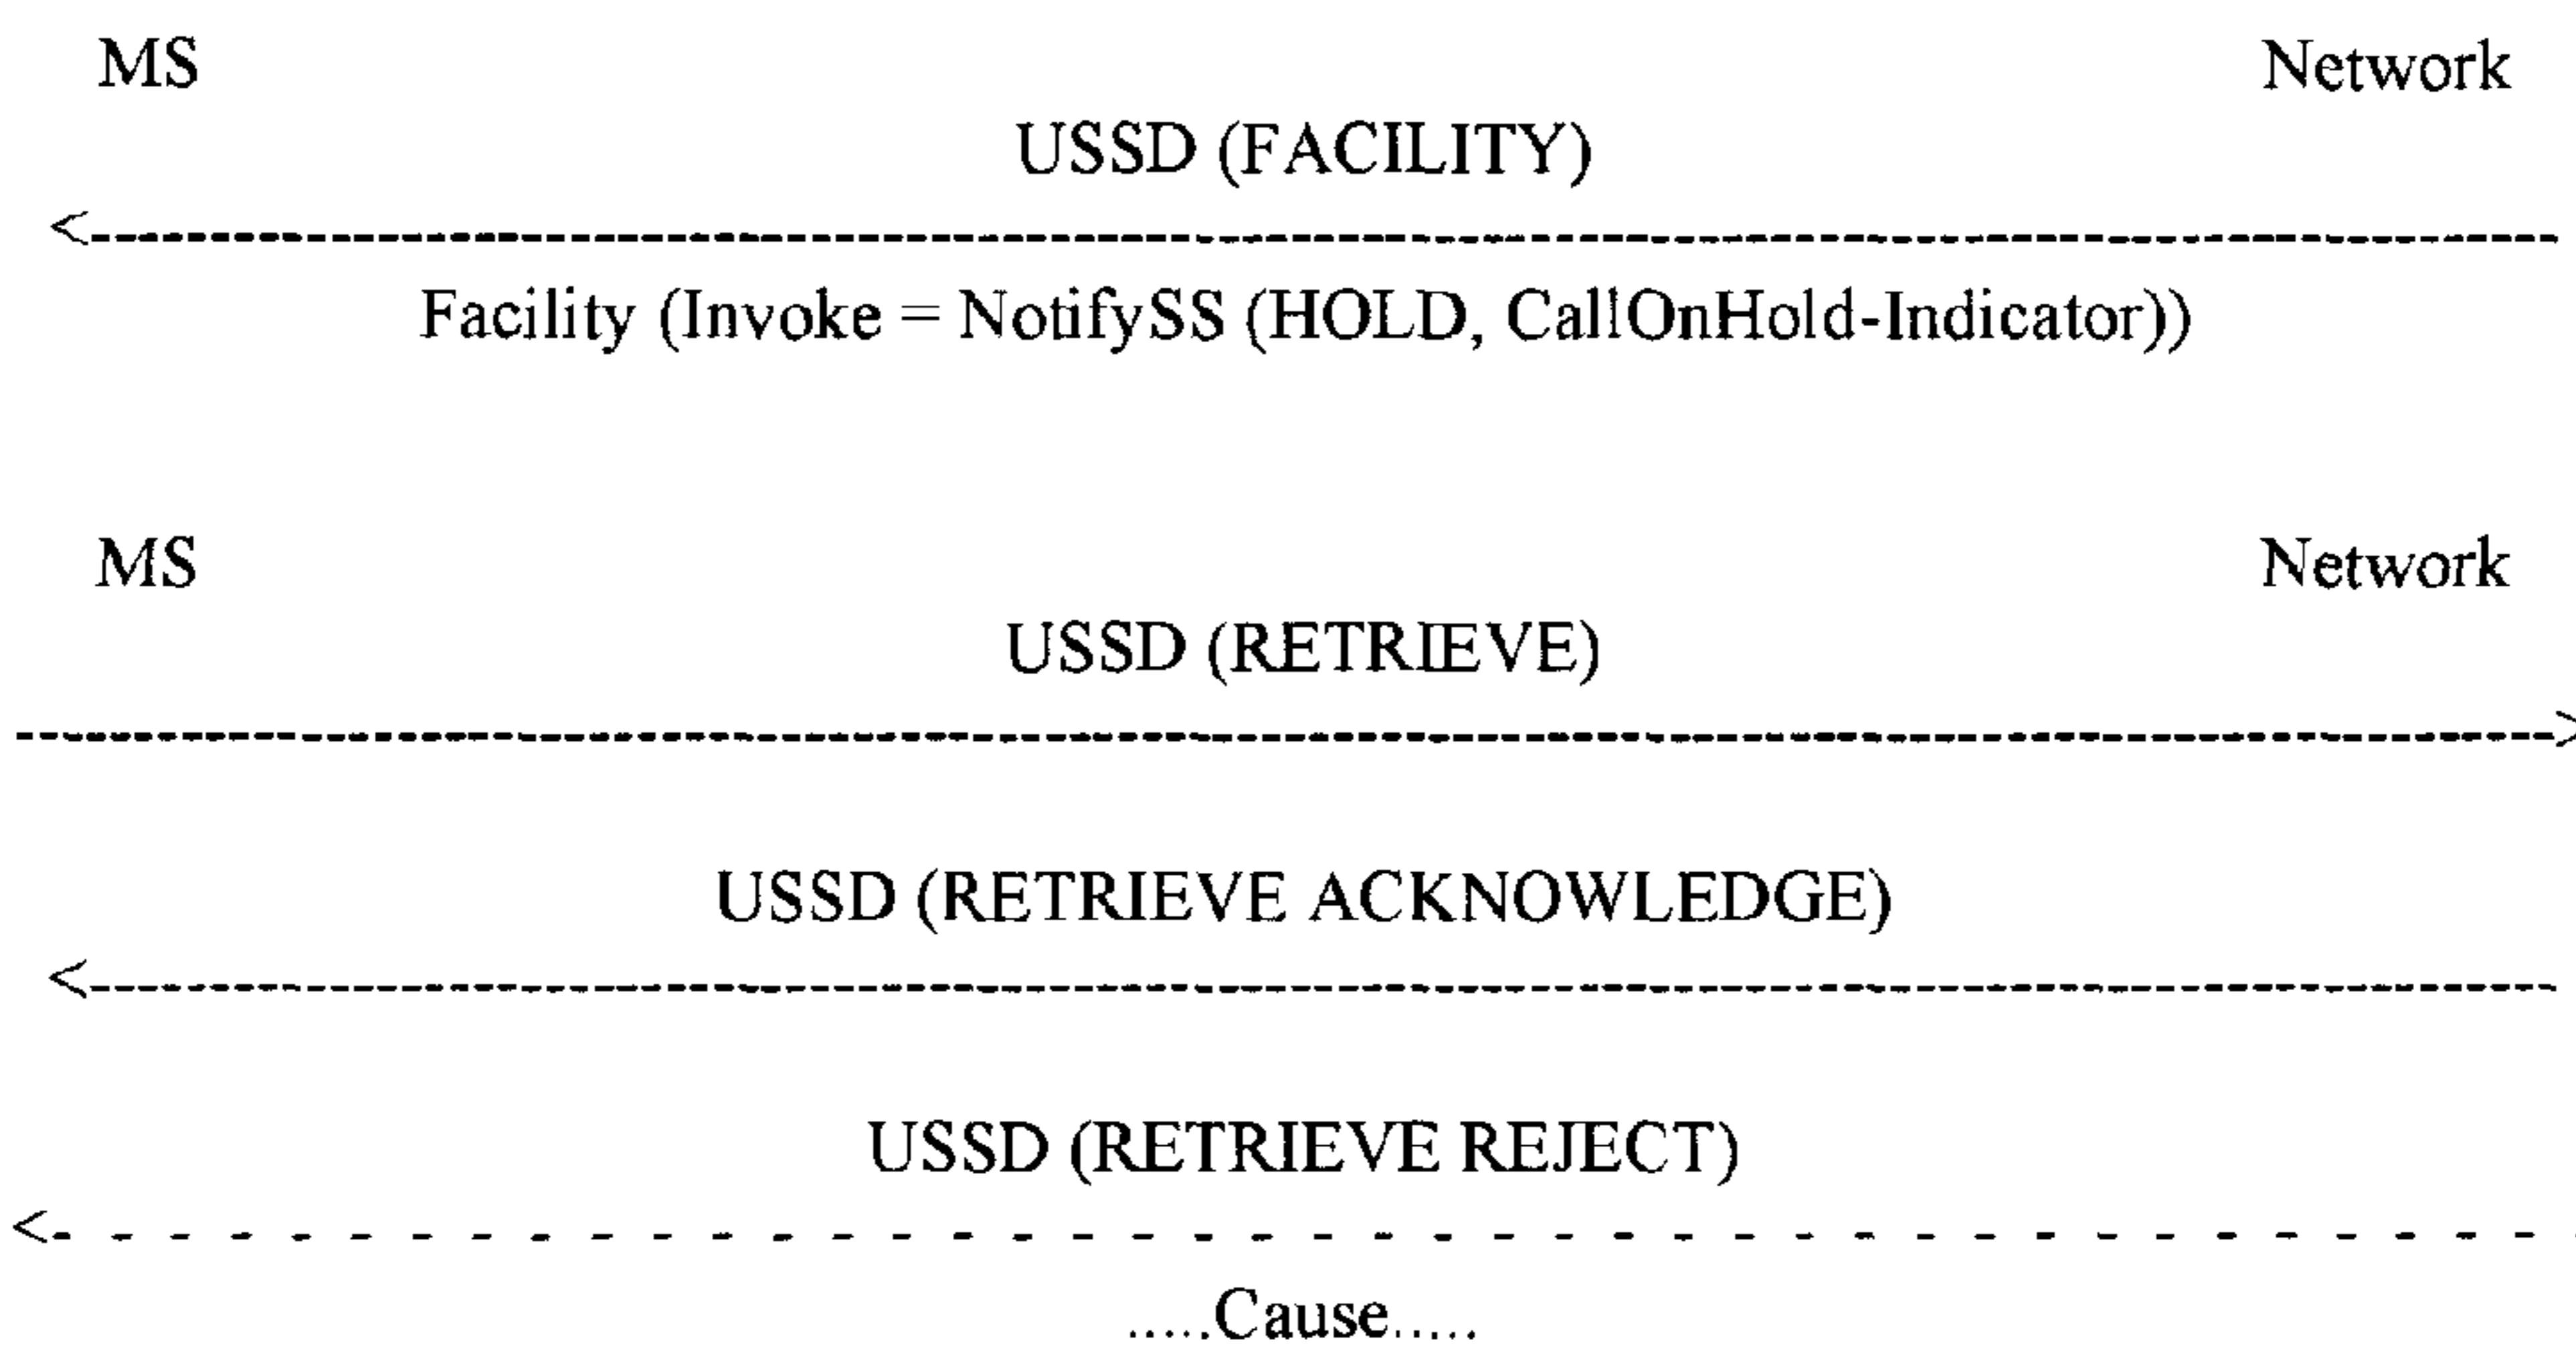 MS Network
USSD (FACILITY)
Facility (Invoke = NotifySS (HOLD, CallOnHold-Indicator))
MS Network
USSD (RETRIEVE)
USSD (RETRIEVE ACKNOWLEDGE)
USSD (RETRIEVE REJECT)
.....Cause.....